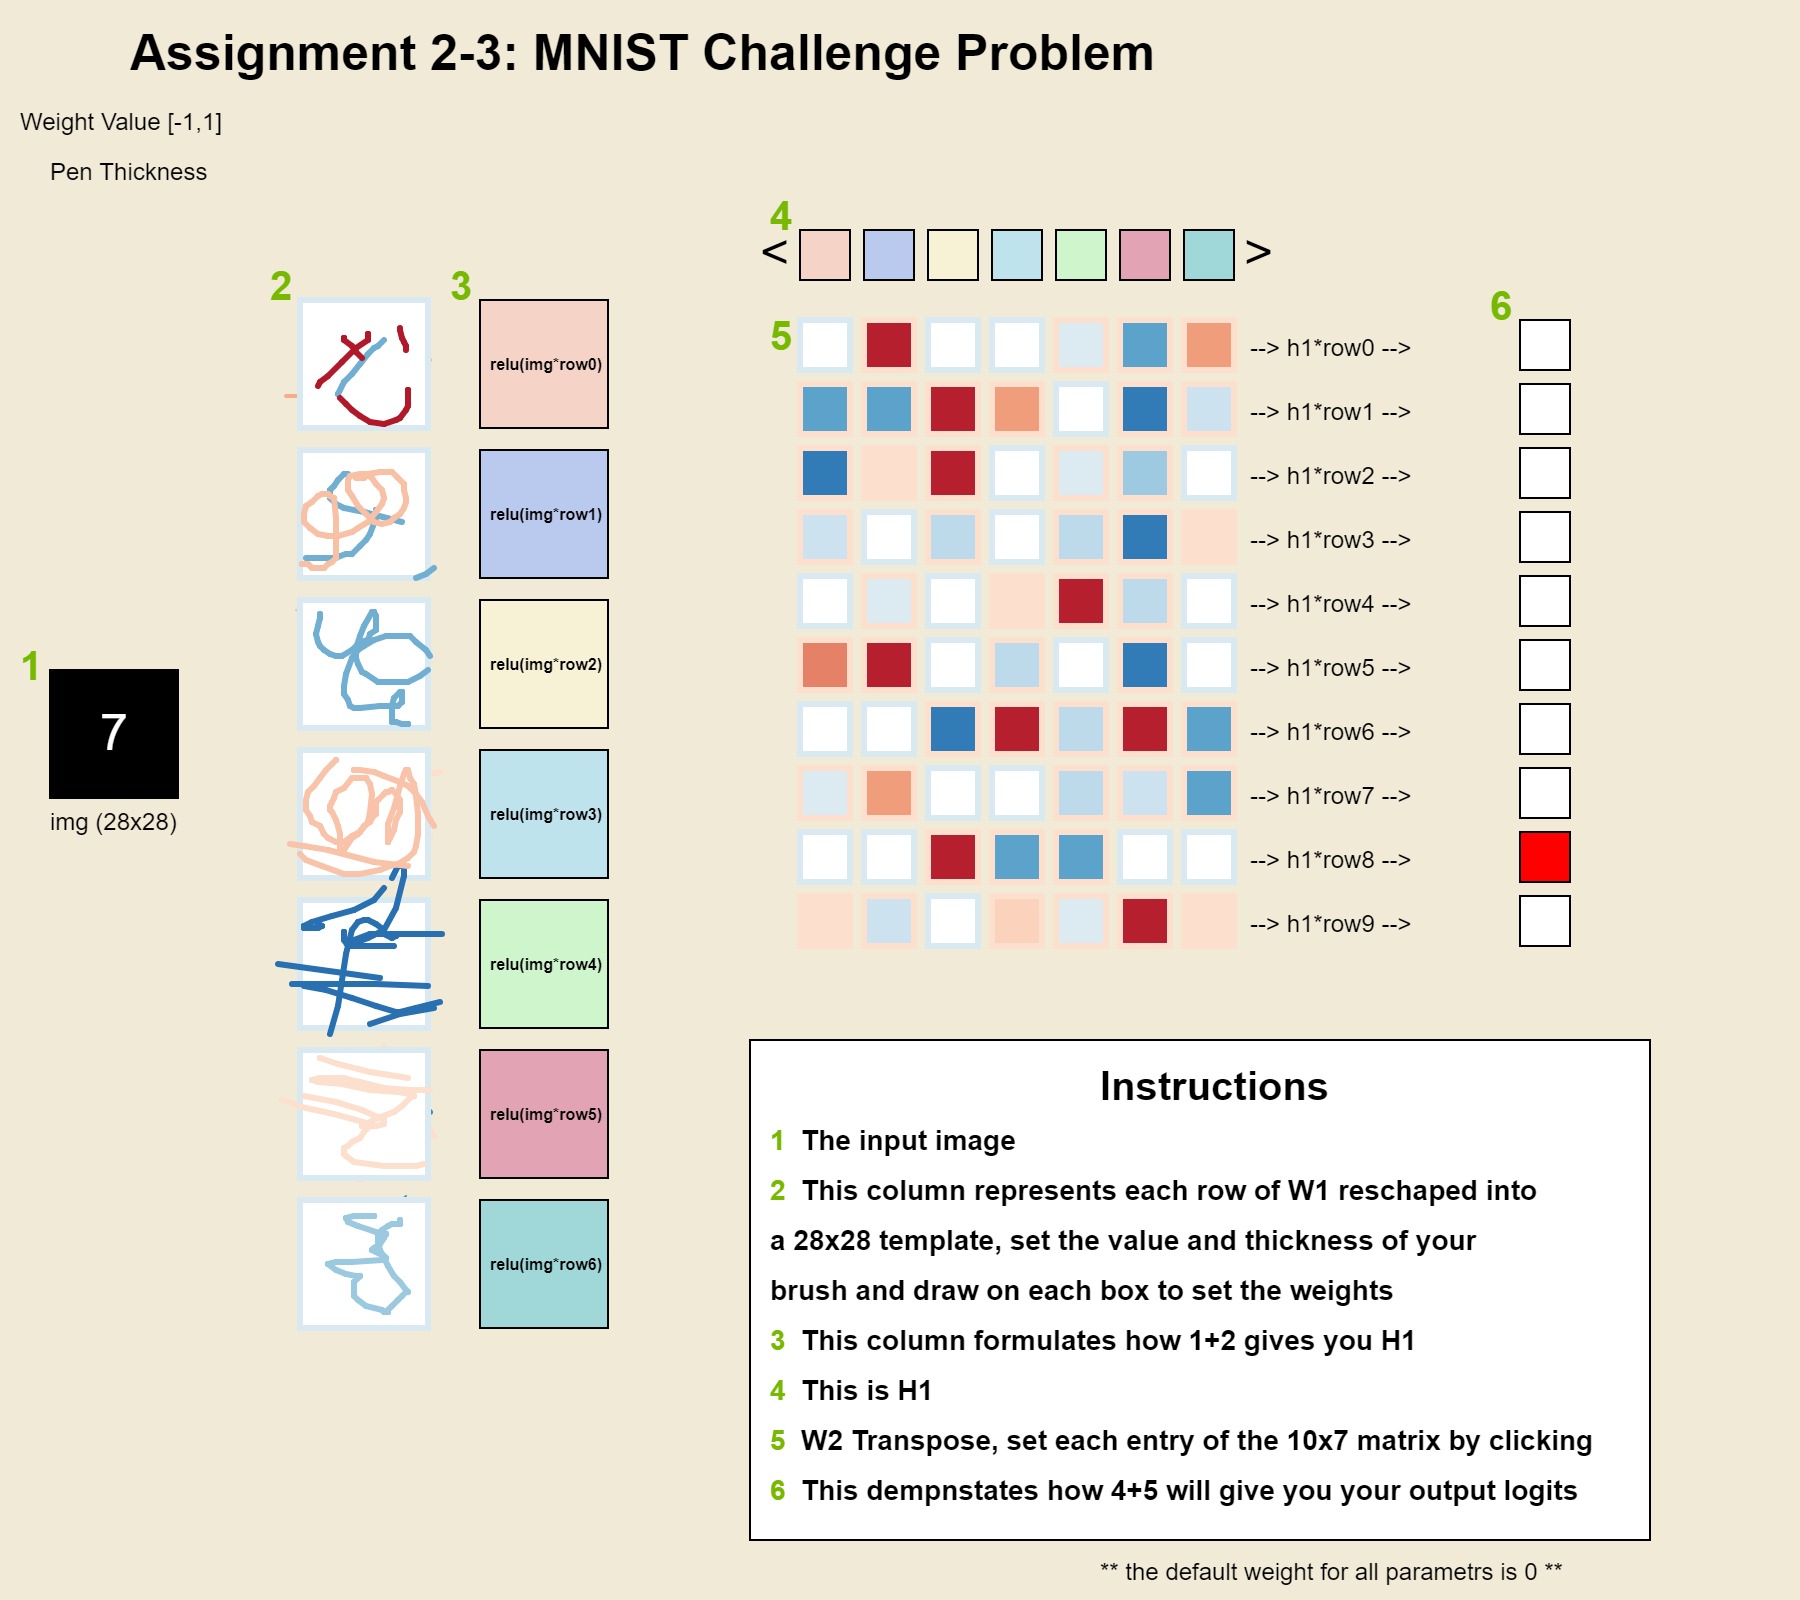 Assignment 2-3: MNIST Challenge Problem
Weight Value [-1,1]
Pen Thickness
4
< >
2 3
5 --> h1*row0 --> 6
--> h1*row1 -->
--> h1*row2 -->
--> h1*row3 -->
--> h1*row4 -->
--> h1*row5 -->
--> h1*row6 -->
--> h1*row7 -->
--> h1*row8 -->
--> h1*row9 -->
relu(img*row0)
relu(img*row1)
relu(img*row2)
relu(img*row3)
relu(img*row4)
relu(img*row5)
relu(img*row6)
1
7
img (28x28)
Instructions
1 The input image
2 This column represents each row of W1 reschaped into
a 28x28 template, set the value and thickness of your
brush and draw on each box to set the weights
3 This column formulates how 1+2 gives you H1
4 This is H1
5 W2 Transpose, set each entry of the 10x7 matrix by clicking
6 This dempnstates how 4+5 will give you your output logits
** the default weight for all parametrs is 0 **